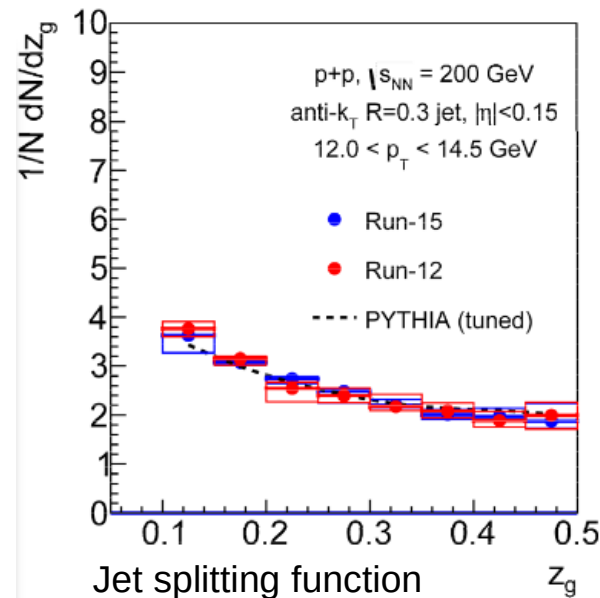 1/N dN/dz_g
10
9
8
7
6
5
4
3
2
1
0
p+p, √s_NN = 200 GeV
anti-k_T R=0.3 jet, |η|<0.15
12.0 < p_T < 14.5 GeV
Run-15
Run-12
PYTHIA (tuned)
0.1 0.2 0.3 0.4 0.5
Jet splitting function z_g